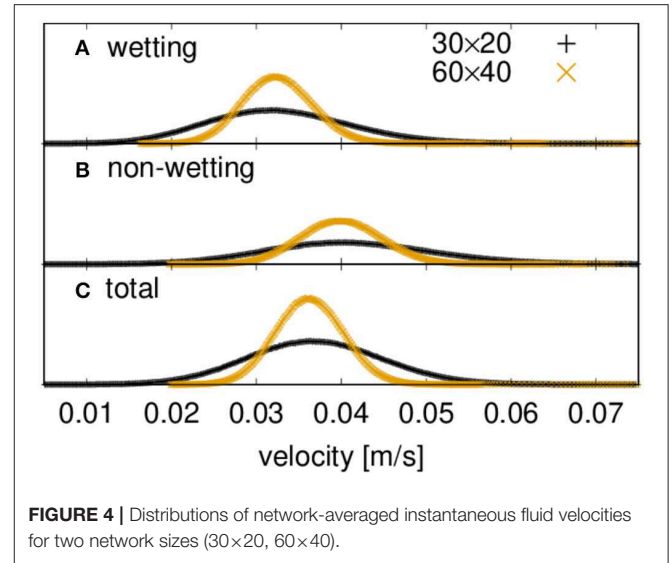 A wetting
30×20 +
60×40 ×
B non-wetting
C total
0.01 0.02 0.03 0.04 0.05 0.06 0.07
velocity [m/s]
FIGURE 4 | Distributions of network-averaged instantaneous fluid velocities
for two network sizes (30×20, 60×40).